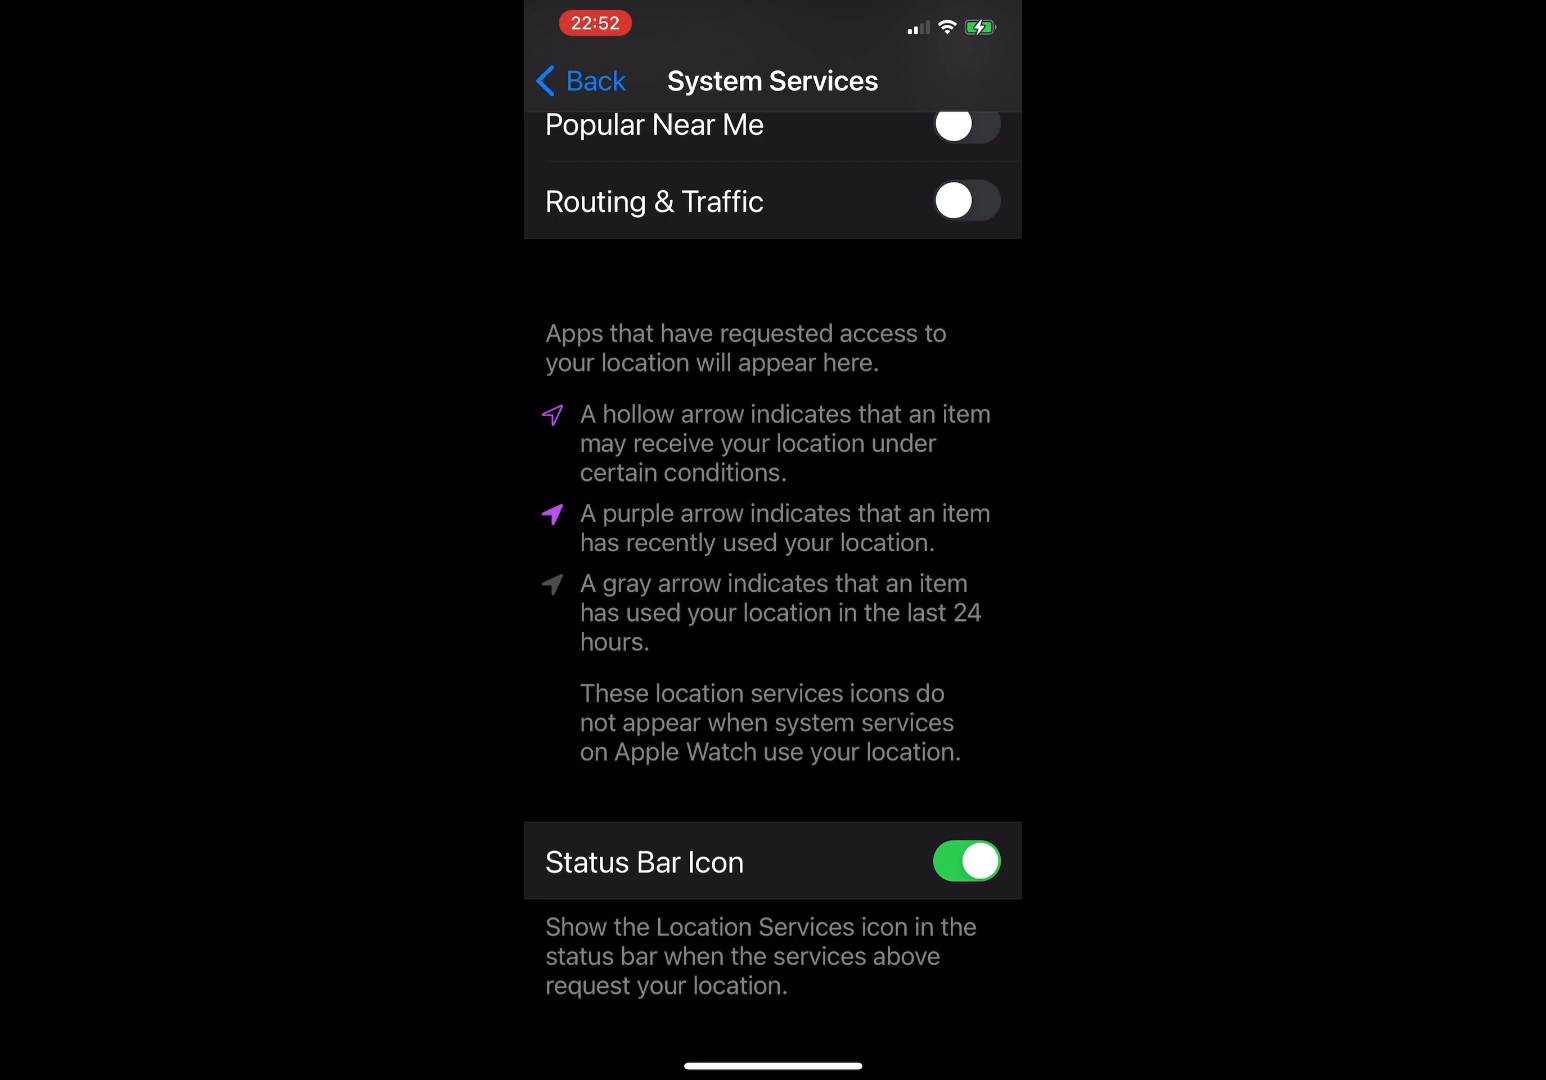 22:52
Back
System Services
Popular Near Me
Routing & Traffic
Apps that have requested access to
your location will appear here.
A hollow arrow indicates that an item
may receive your location under
certain conditions.
A purple arrow indicates that an item
has recently used your location.
A gray arrow indicates that an item
has used your location in the last 24
hours.
These location services icons do
not appear when system services
on Apple Watch use your location.
Status Bar Icon
Show the Location Services icon in the
status bar when the services above
request your location.